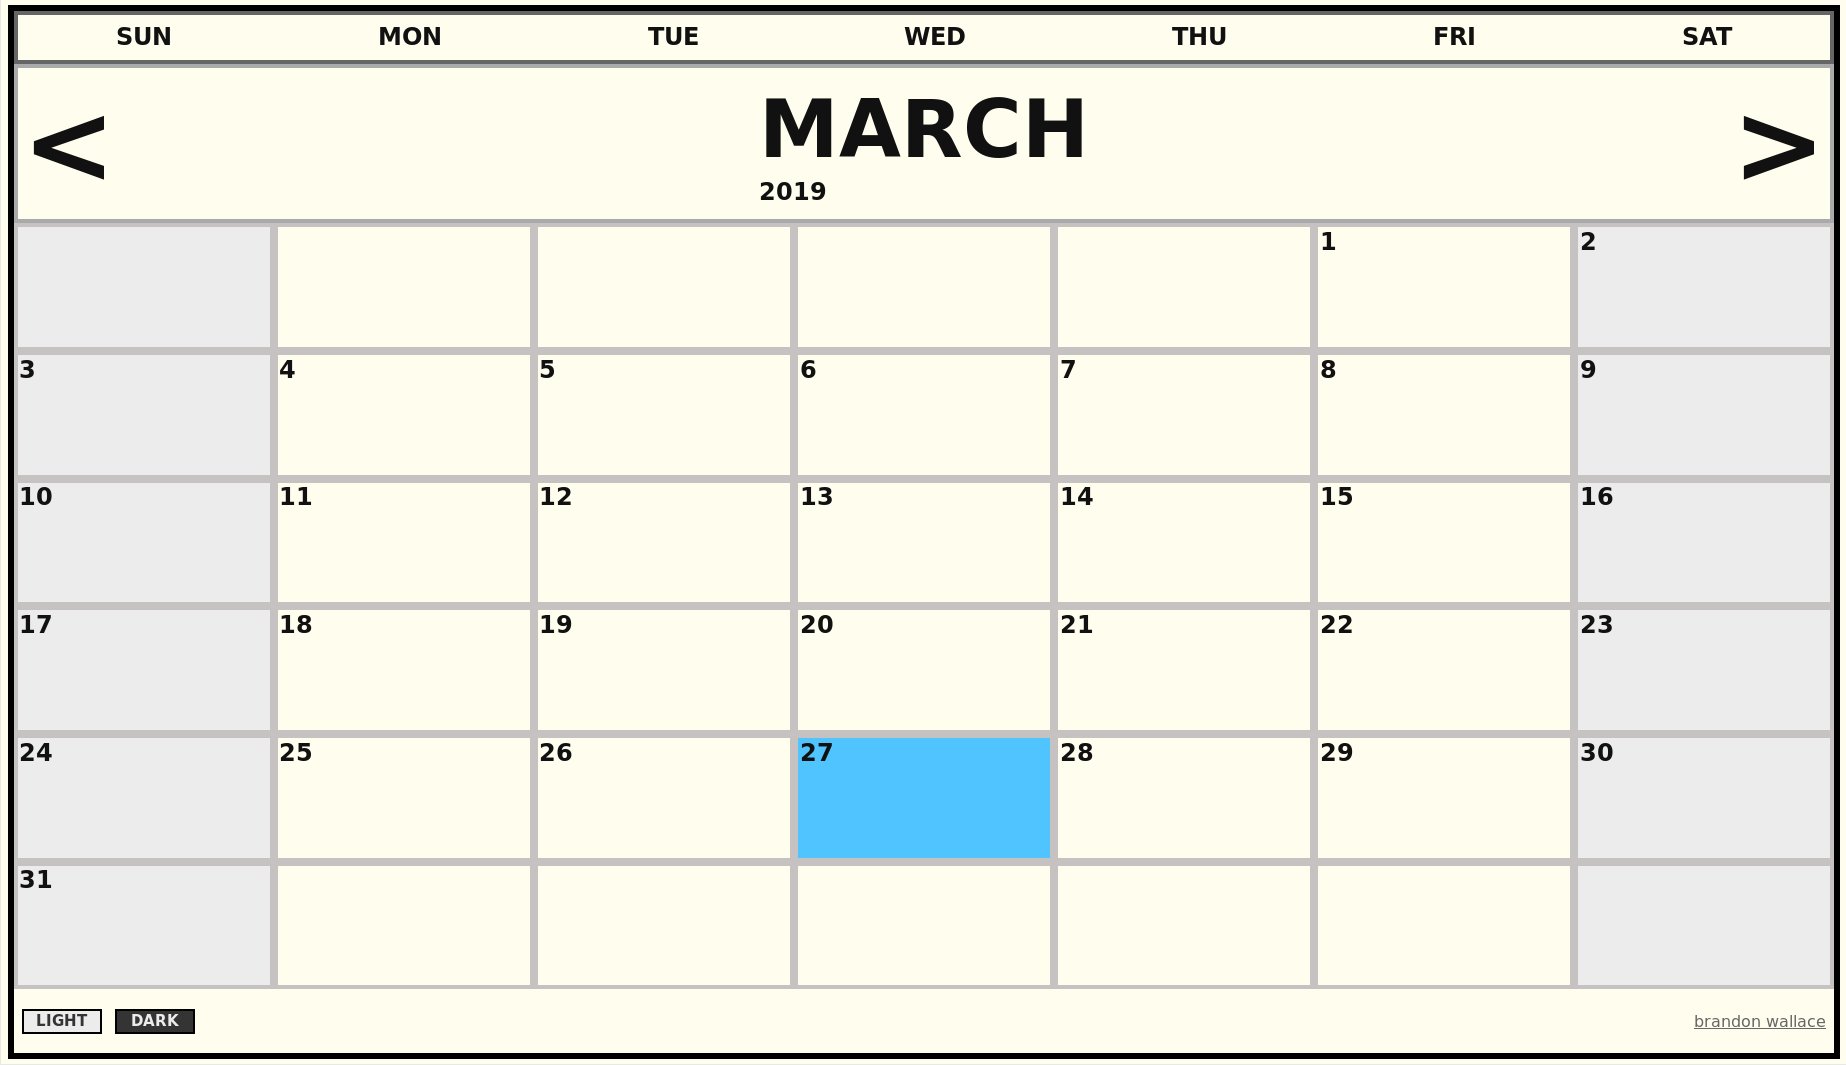 SUN MON TUE WED THU FRI SAT
< MARCH >
2019
1 2
3 4 5 6 7 8 9
10 11 12 13 14 15 16
17 18 19 20 21 22 23
24 25 26 27 28 29 30
31
LIGHT DARK brandon wallace